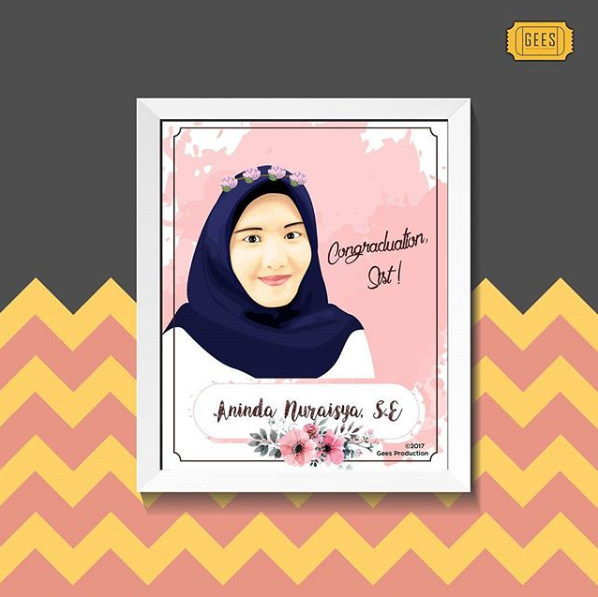 GEES
Congraduation,
Sist!
Aninda Nuraisya, S.E
©2017
Gees Production